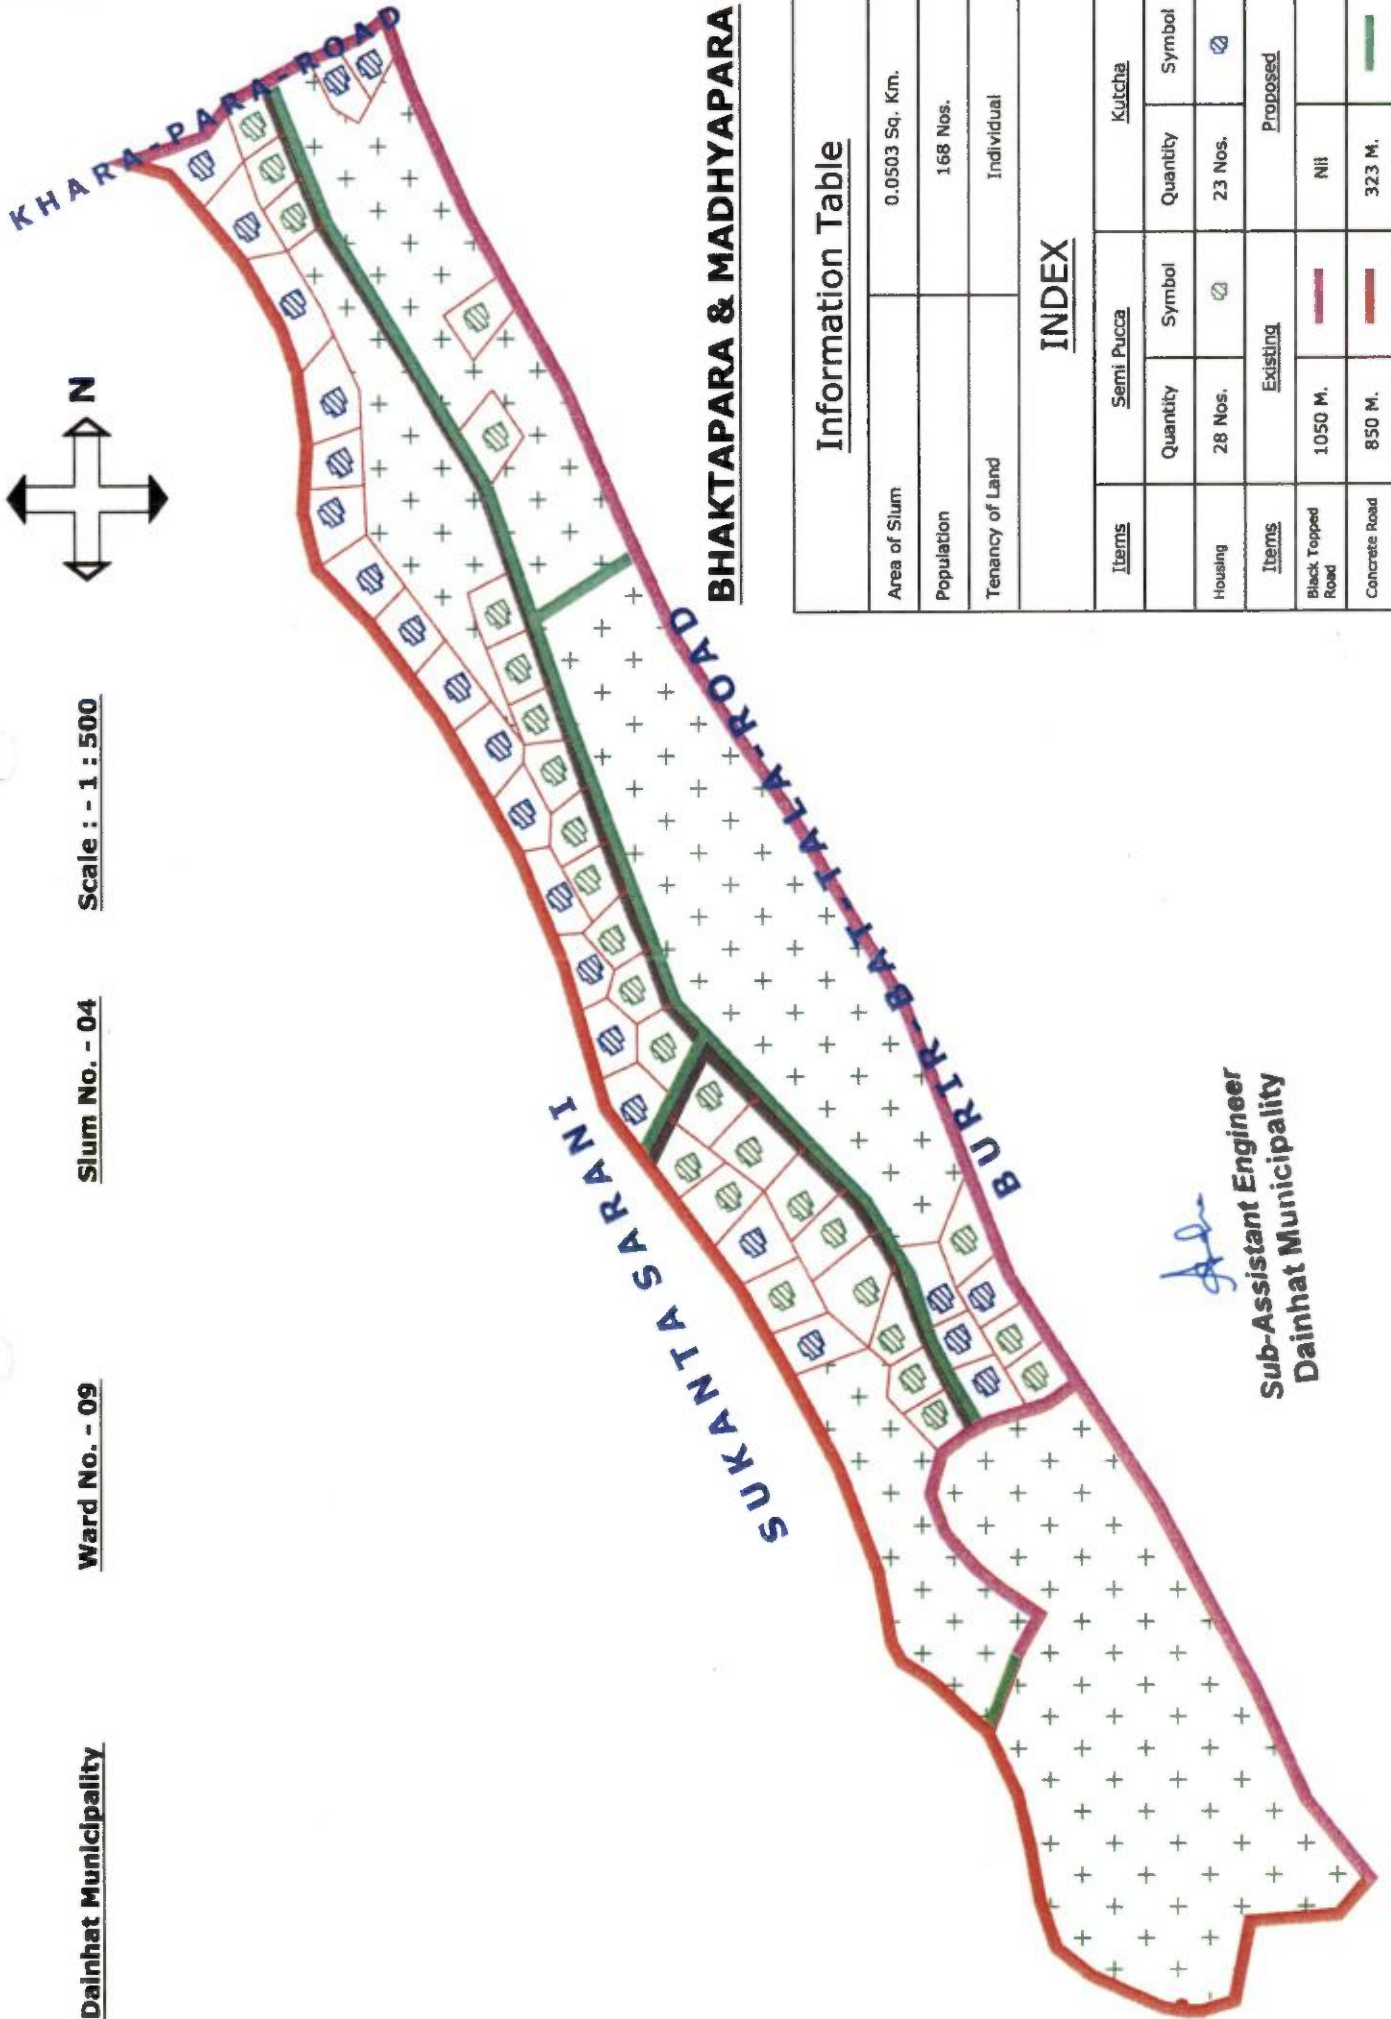 Dainhat Municipality
Ward No. - 09
Slum No. - 04
Scale : - 1 : 500
N
KHARA-PARA-ROAD
SUKANTA SARANI
BURIR-BAT-TALA-ROAD
BHAKTAPARA & MADHYAPARA
Information Table
Area of Slum 0.0503 Sq. Km.
Population 168 Nos.
Tenancy of Land Individual
INDEX
Items Semi Pucca Kutcha
Quantity Symbol Quantity Symbol
Housing 28 Nos. 23 Nos.
Items Existing Proposed
Black Topped Road 1050 M. Nil
Concrete Road 850 M. 323 M.
Sub-Assistant Engineer
Dainhat Municipality